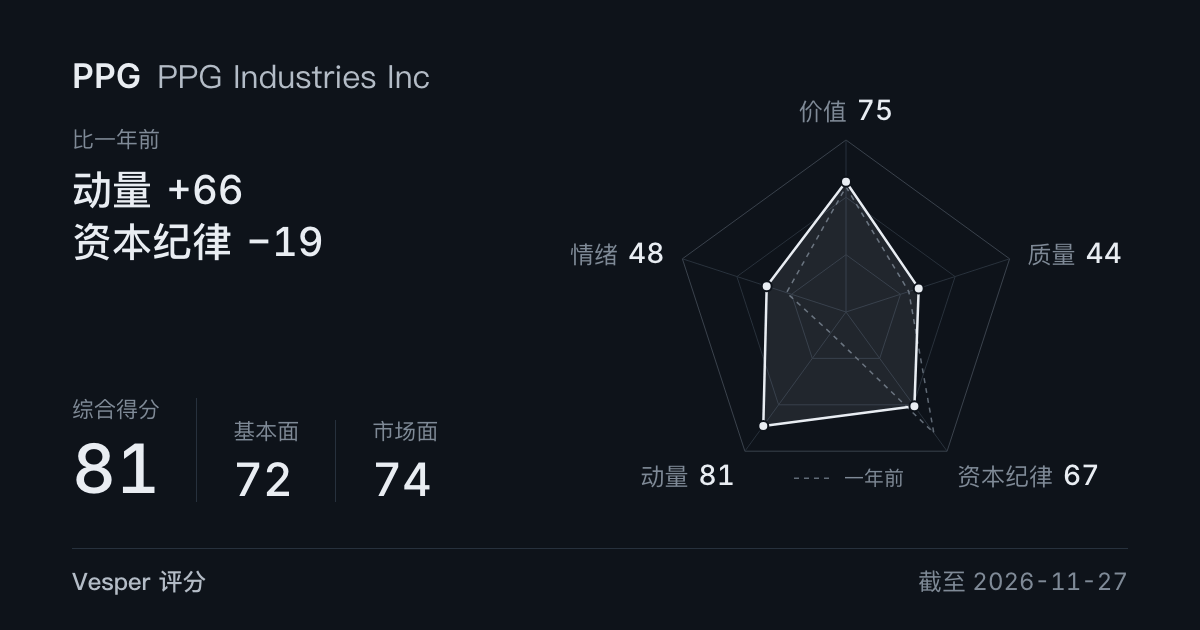 PPG PPG Industries Inc
比一年前
动量 +66
资本纪律 −19
综合得分
81
基本面
72
市场面
74
价值 75
情绪 48
质量 44
动量 81
一年前
资本纪律 67
Vesper 评分
截至 2026-11-27